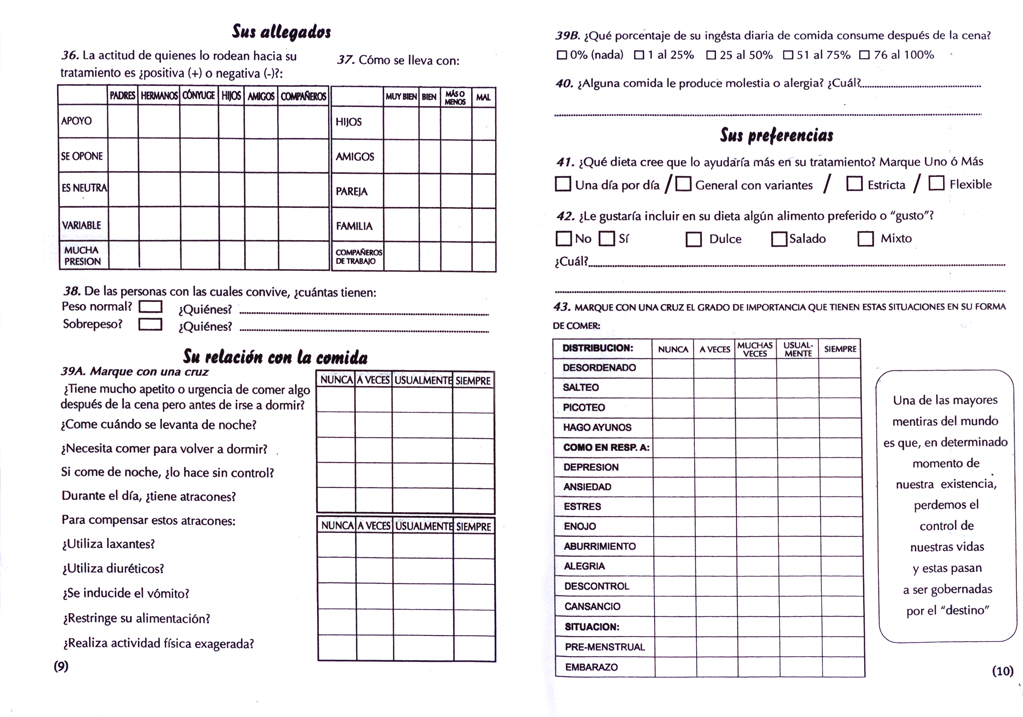 Sus allegados
36. La actitud de quienes lo rodean hacia su
tratamiento es ¿positiva (+) o negativa (-)?:
PADRES HERMANOS CÓNYUGE HIJOS AMIGOS COMPAÑEROS
APOYO
SE OPONE
ES NEUTRA
VARIABLE
MUCHA
PRESION
37. Cómo se lleva con:
MUY BIEN BIEN MÁS O MENOS MAL
HIJOS
AMIGOS
PAREJA
FAMILIA
COMPAÑEROS
DE TRABAJO
38. De las personas con las cuales convive, ¿cuántas tienen:
Peso normal? ¿Quiénes?
Sobrepeso? ¿Quiénes?
Su relación con la comida
39A. Marque con una cruz
NUNCA A VECES USUALMENTE SIEMPRE
¿Tiene mucho apetito o urgencia de comer algo
después de la cena pero antes de irse a dormir?
¿Come cuándo se levanta de noche?
¿Necesita comer para volver a dormir?
Si come de noche, ¿lo hace sin control?
Durante el día, ¿tiene atracones?
Para compensar estos atracones:
NUNCA A VECES USUALMENTE SIEMPRE
¿Utiliza laxantes?
¿Utiliza diuréticos?
¿Se inducide el vómito?
¿Restringe su alimentación?
¿Realiza actividad física exagerada?
(9)
39B. ¿Qué porcentaje de su ingésta diaria de comida consume después de la cena?
0% (nada) 1 al 25% 25 al 50% 51 al 75% 76 al 100%
40. ¿Alguna comida le produce molestia o alergia? ¿Cuál?
Sus preferencias
41. ¿Qué dieta cree que lo ayudaría más en su tratamiento? Marque Uno ó Más
Una día por día / General con variantes / Estricta / Flexible
42. ¿Le gustaría incluir en su dieta algún alimento preferido o "gusto"?
No Sí Dulce Salado Mixto
¿Cuál?
43. MARQUE CON UNA CRUZ EL GRADO DE IMPORTANCIA QUE TIENEN ESTAS SITUACIONES EN SU FORMA
DE COMER:
DISTRIBUCION: NUNCA A VECES MUCHAS VECES USUAL-MENTE SIEMPRE
DESORDENADO
SALTEO
PICOTEO
HAGO AYUNOS
COMO EN RESP. A:
DEPRESION
ANSIEDAD
ESTRES
ENOJO
ABURRIMIENTO
ALEGRIA
DESCONTROL
CANSANCIO
SITUACION:
PRE-MENSTRUAL
EMBARAZO
Una de las mayores
mentiras del mundo
es que, en determinado
momento de
nuestra existencia,
perdemos el
control de
nuestras vidas
y estas pasan
a ser gobernadas
por el "destino"
(10)